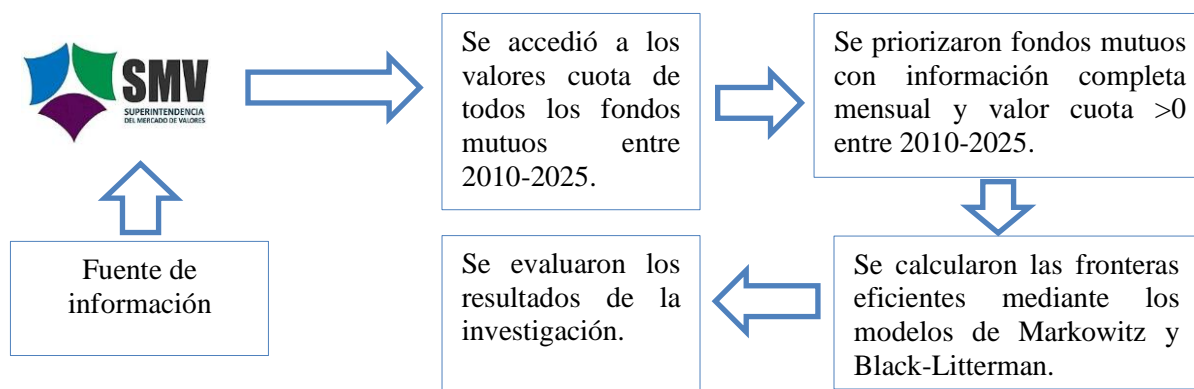 SMV
SUPERINTENDENCIA
DEL MERCADO DE VALORES
Fuente de
información
Se accedió a los
valores cuota de
todos los fondos
mutuos entre
2010-2025.
Se priorizaron fondos mutuos
con información completa
mensual y valor cuota >0
entre 2010-2025.
Se calcularon las fronteras
eficientes mediante los
modelos de Markowitz y
Black-Litterman.
Se evaluaron los
resultados de la
investigación.